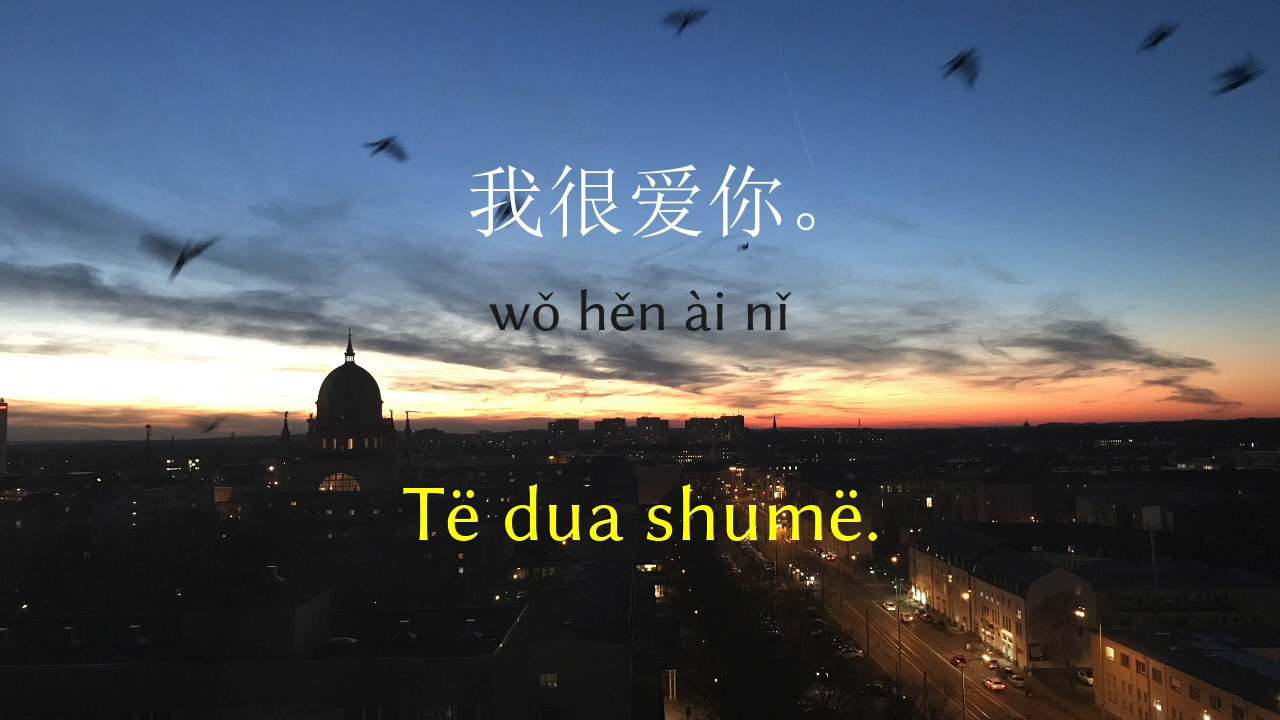 我很爱你。
wǒ hěn ài nǐ
Të dua shumë.